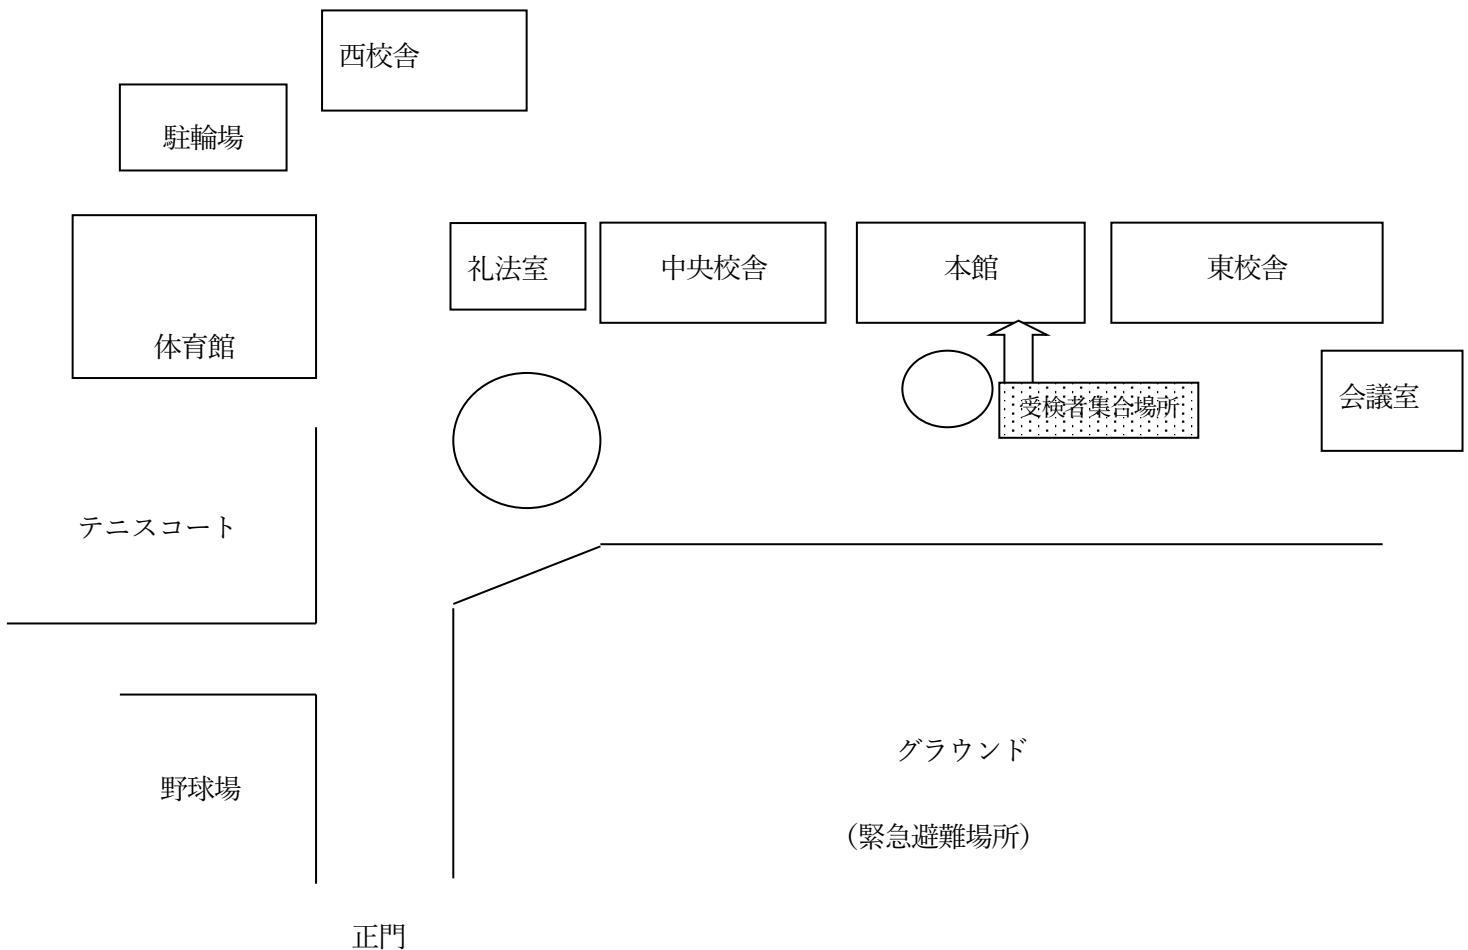 西校舎
駐輪場
礼法室
中央校舎
本館
東校舎
体育館
会議室
受検者集合場所
テニスコート
グラウンド
野球場
（緊急避難場所）
正門